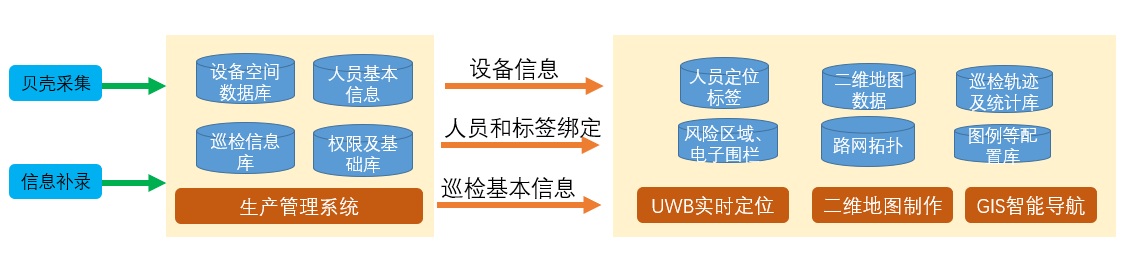 贝壳采集
信息补录
设备空间
数据库
人员基本
信息
巡检信息
库
权限及基
础库
生产管理系统
设备信息
人员和标签绑定
巡检基本信息
人员定位
标签
二维地图
数据
巡检轨迹
及统计库
风险区域、
电子围栏
路网拓扑
图例等配
置库
UWB实时定位
二维地图制作
GIS智能导航